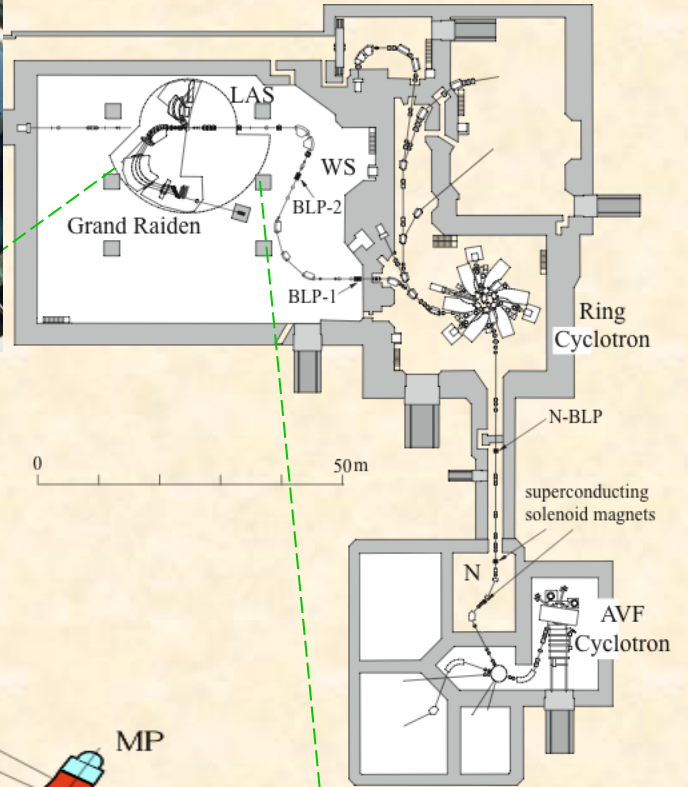 LAS
WS
BLP-2
Grand Raiden
BLP-1
Ring
Cyclotron
N-BLP
0
50m
superconducting
solenoid magnets
N
AVF
Cyclotron
MP